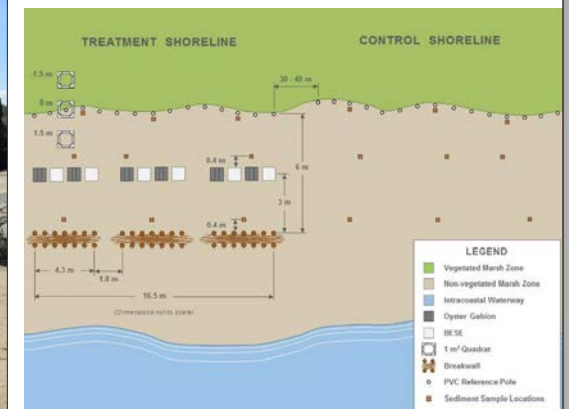 TREATMENT SHORELINE
CONTROL SHORELINE
1.5 m
0 m
1.5 m
30 - 40 m
0.4 m
6 m
3 m
0.4 m
4.3 m
1.8 m
16.5 m
(Dimensions not to scale)
LEGEND
Vegetated Marsh Zone
Non-vegetated Marsh Zone
Intracoastal Waterway
Oyster Gabion
BESE
1 m² Quadrat
Breakwall
PVC Reference Pole
Sediment Sample Locations